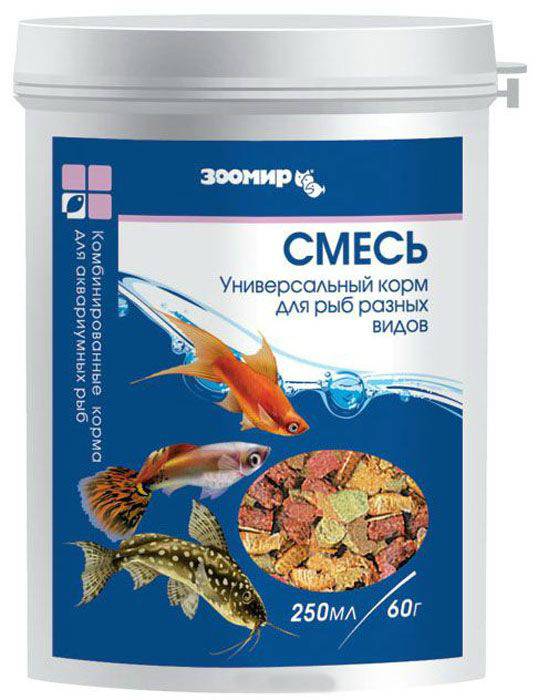 ЗООМИР
СМЕСЬ
Универсальный корм
для рыб разных
видов
Комбинированные корма
для аквариумных рыб
250мл/60г